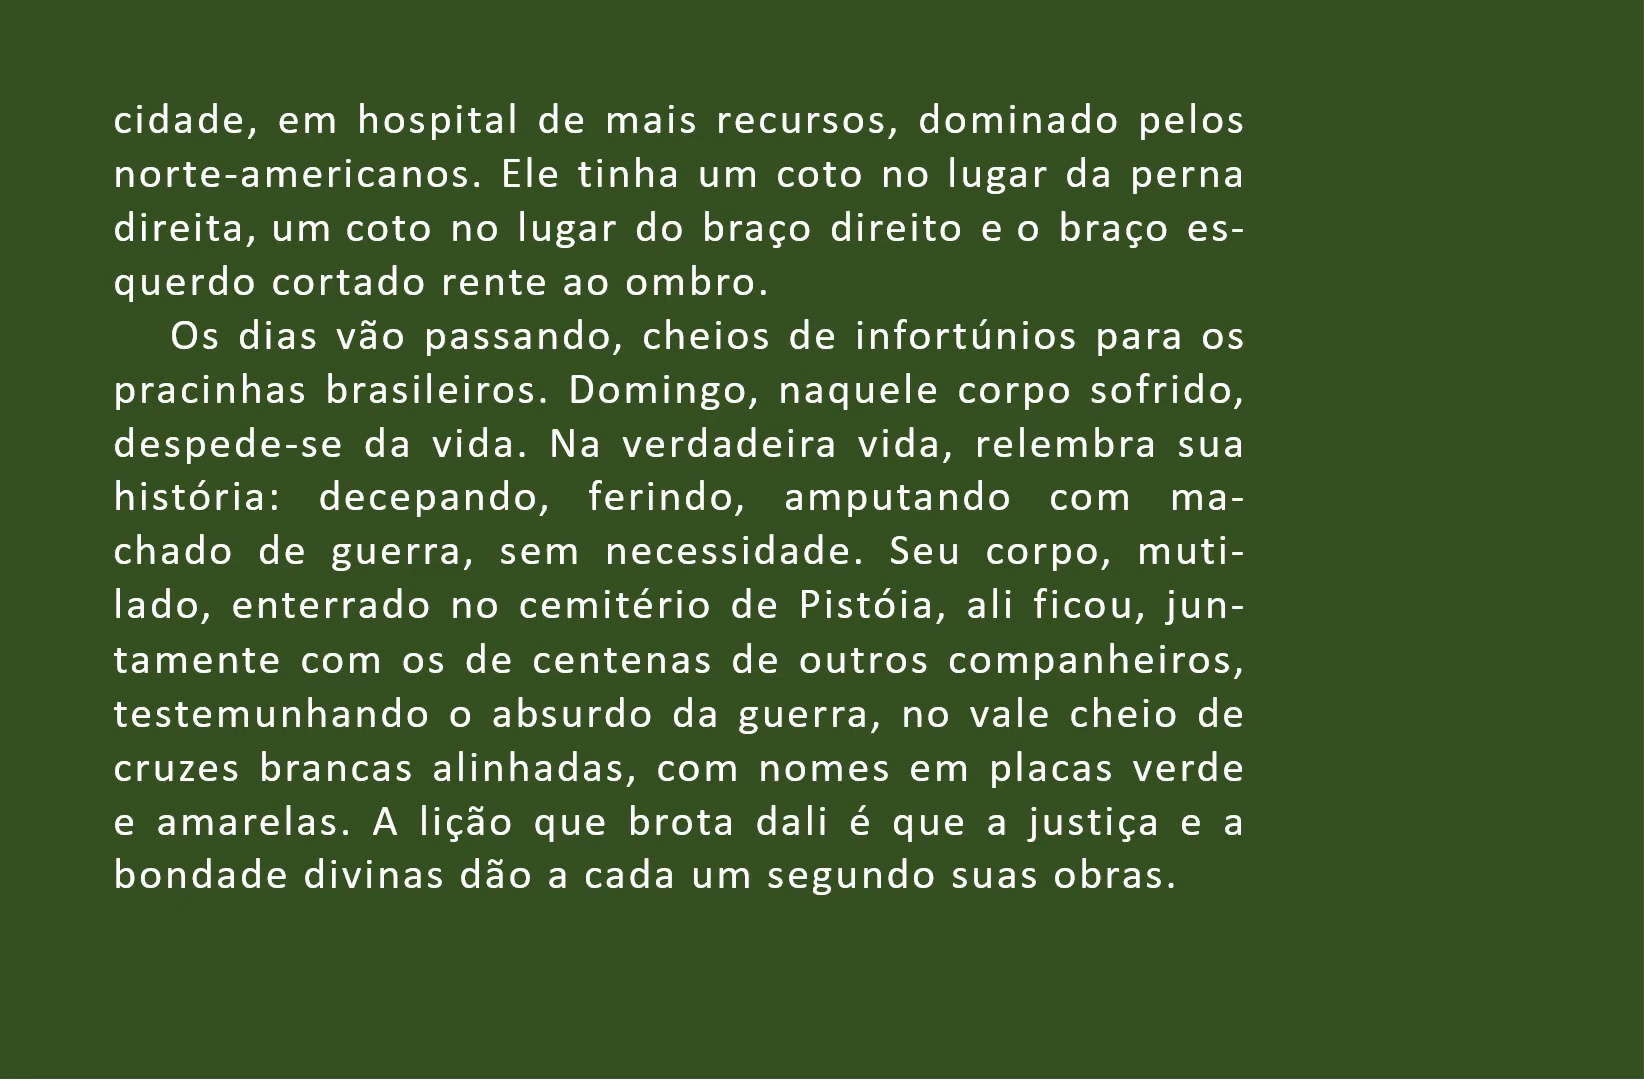 cidade, em hospital de mais recursos, dominado pelos
norte-americanos. Ele tinha um coto no lugar da perna
direita, um coto no lugar do braço direito e o braço es-
querdo cortado rente ao ombro.
Os dias vão passando, cheios de infortúnios para os
pracinhas brasileiros. Domingo, naquele corpo sofrido,
despede-se da vida. Na verdadeira vida, relembra sua
história: decepando, ferindo, amputando com ma-
chado de guerra, sem necessidade. Seu corpo, muti-
lado, enterrado no cemitério de Pistóia, ali ficou, jun-
tamente com os de centenas de outros companheiros,
testemunhando o absurdo da guerra, no vale cheio de
cruzes brancas alinhadas, com nomes em placas verde
e amarelas. A lição que brota dali é que a justiça e a
bondade divinas dão a cada um segundo suas obras.